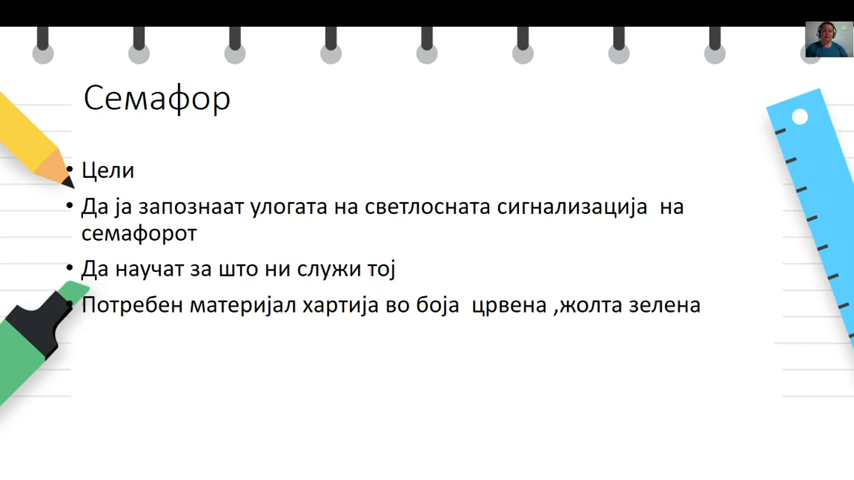 Семафор
• Цели
• Да ја запознаат улогата на светлосната сигнализација на
семафорот
• Да научат за што ни служи тој
• Потребен материјал хартија во боја црвена ,жолта зелена